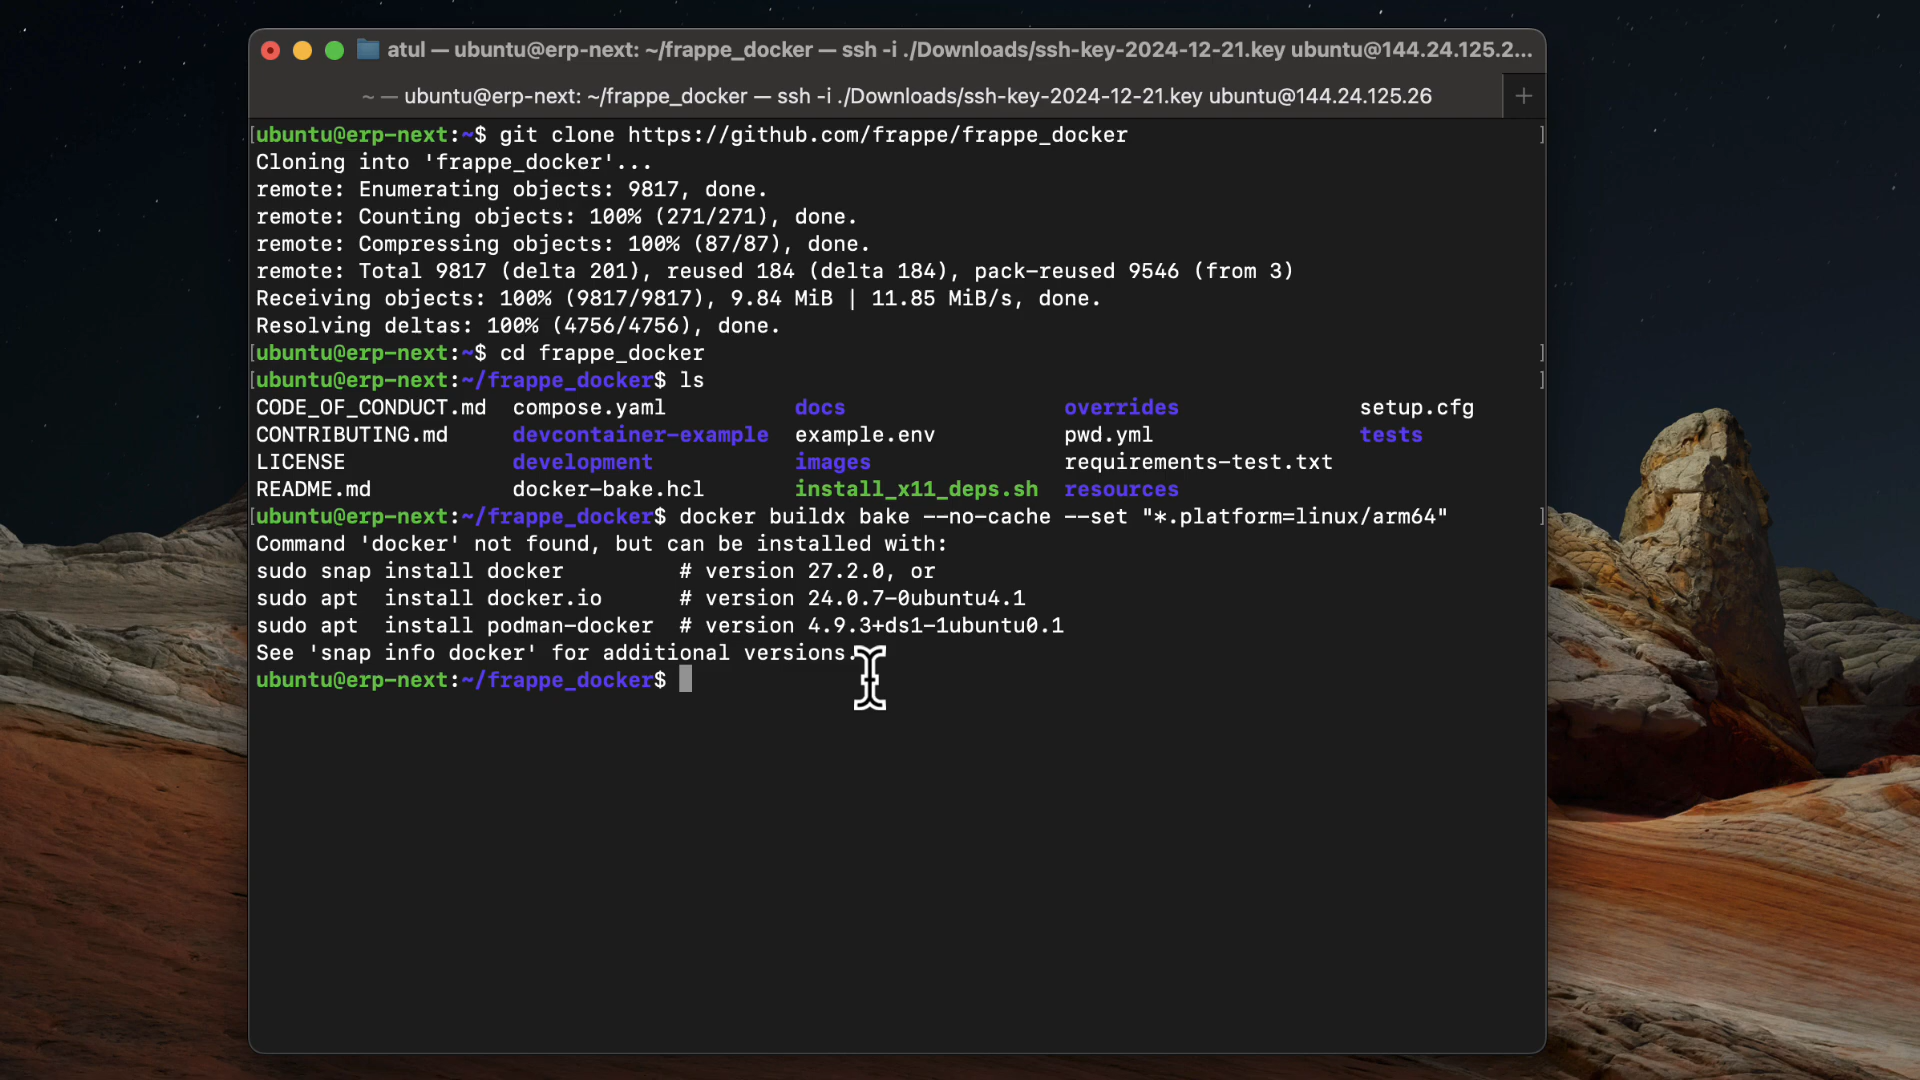 atul — ubuntu@erp-next: ~/frappe_docker — ssh -i ./Downloads/ssh-key-2024-12-21.key ubuntu@144.24.125.2...
~ — ubuntu@erp-next: ~/frappe_docker — ssh -i ./Downloads/ssh-key-2024-12-21.key ubuntu@144.24.125.26 +
[ubuntu@erp-next:~$ git clone https://github.com/frappe/frappe_docker ]
Cloning into 'frappe_docker'...
remote: Enumerating objects: 9817, done.
remote: Counting objects: 100% (271/271), done.
remote: Compressing objects: 100% (87/87), done.
remote: Total 9817 (delta 201), reused 184 (delta 184), pack-reused 9546 (from 3)
Receiving objects: 100% (9817/9817), 9.84 MiB | 11.85 MiB/s, done.
Resolving deltas: 100% (4756/4756), done.
[ubuntu@erp-next:~$ cd frappe_docker ]
[ubuntu@erp-next:~/frappe_docker$ ls ]
CODE_OF_CONDUCT.md  compose.yaml          docs                 overrides              setup.cfg
CONTRIBUTING.md     devcontainer-example  example.env          pwd.yml                tests
LICENSE             development           images               requirements-test.txt
README.md           docker-bake.hcl       install_x11_deps.sh  resources
[ubuntu@erp-next:~/frappe_docker$ docker buildx bake --no-cache --set "*.platform=linux/arm64" ]
Command 'docker' not found, but can be installed with:
sudo snap install docker         # version 27.2.0, or
sudo apt  install docker.io      # version 24.0.7-0ubuntu4.1
sudo apt  install podman-docker  # version 4.9.3+ds1-1ubuntu0.1
See 'snap info docker' for additional versions.
ubuntu@erp-next:~/frappe_docker$